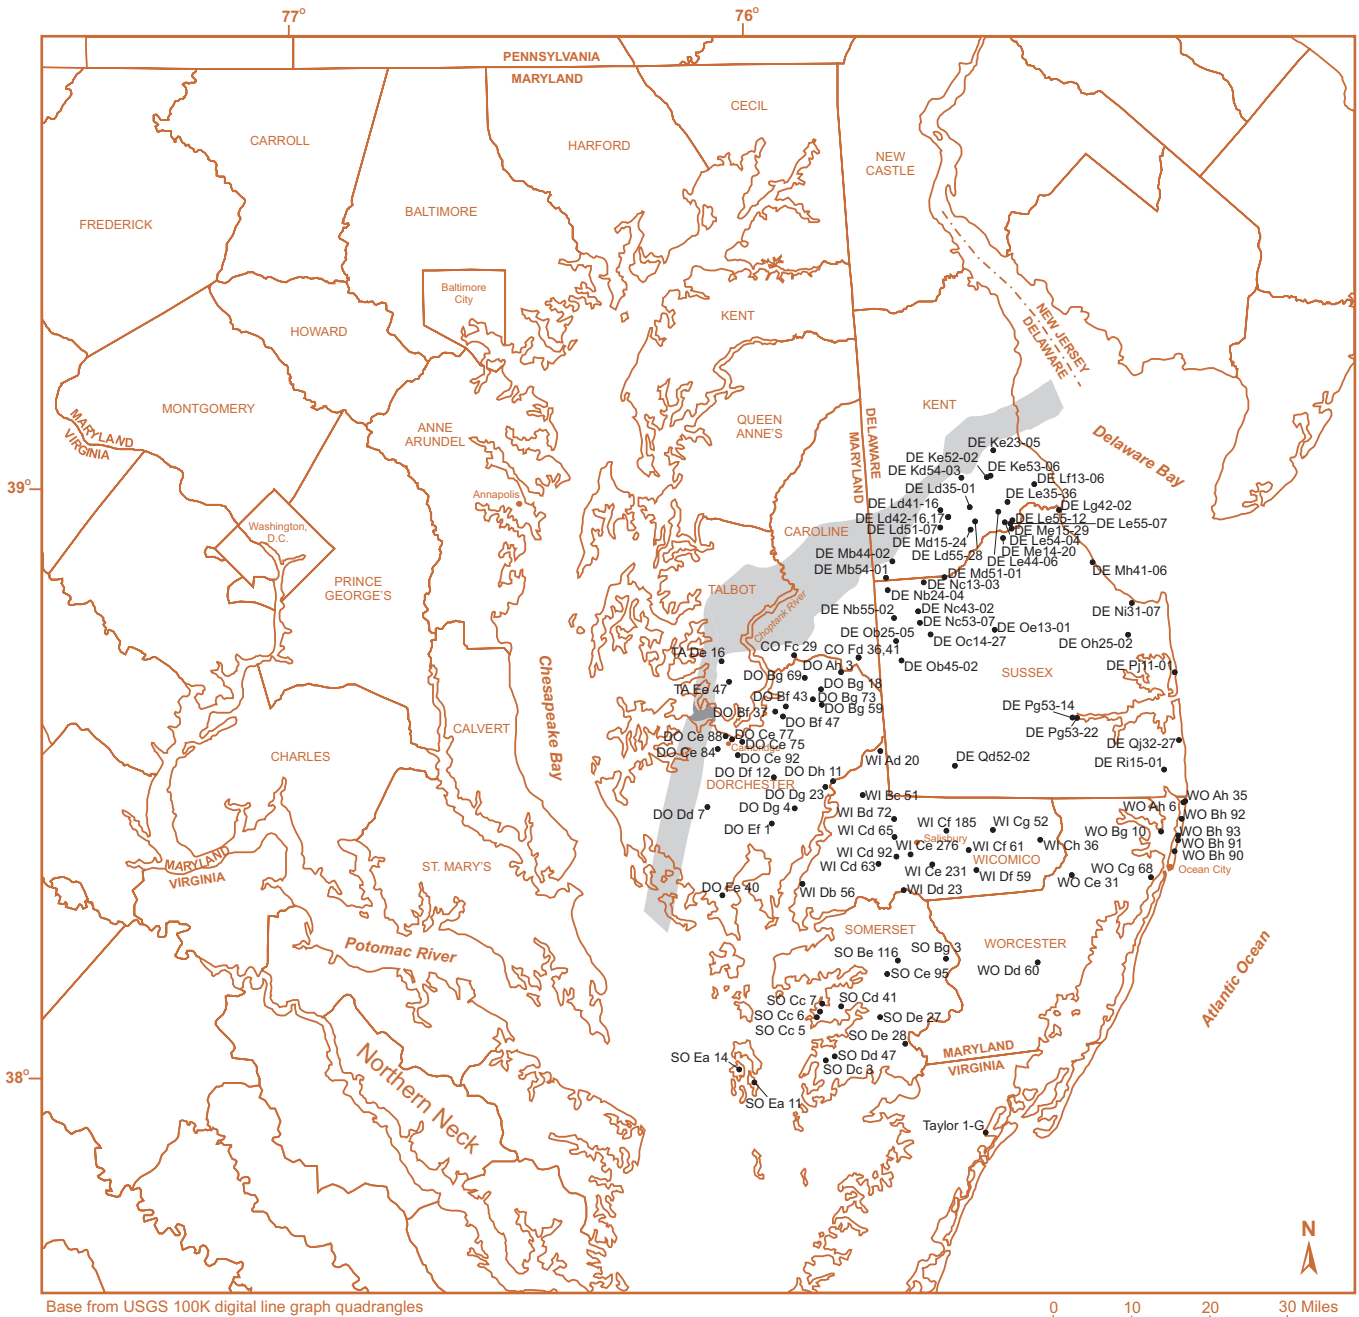 77°
76°
PENNSYLVANIA
MARYLAND
CECIL
CARROLL
HARFORD
NEW
CASTLE
BALTIMORE
FREDERICK
Baltimore
City
KENT
HOWARD
NEW JERSEY
DELAWARE
MONTGOMERY
KENT
MARYLAND
VIRGINIA
ANNE
ARUNDEL
QUEEN
ANNE'S
DELAWARE
MARYLAND
Delaware Bay
DE Ke23-05
DE Ke52-02
DE Ke53-06
DE Kd54-03
DE Lf13-06
39°
Annapolis
DE Ld35-01
DE Le35-36
DE Ld41-16
DE Lg42-02
Washington,
D.C.
CAROLINE
DE Ld42-16,17
DE Le55-12
DE Le55-07
DE Ld51-07
DE Me15-29
DE Md15-24
DE Le54-04
DE Mb44-02
DE Ld55-28
DE Me14-20
DE Le44-06
DE Mb54-01
DE Md51-01
DE Mh41-06
PRINCE
GEORGE'S
TALBOT
DE Nc13-03
DE Nb24-04
Choptank River
DE Nb55-02
DE Nc43-02
DE Ni31-07
DE Nc53-07
DE Oe13-01
DE Ob25-05
DE Oc14-27
DE Oh25-02
TA De 16
CO Fc 29
CO Fd 36,41
DO Ah 3
DE Ob45-02
DE Pj11-01
Chesapeake Bay
DO Bg 69
SUSSEX
DO Bg 18
TA Ee 47
DO Bf 43
DO Bg 73
DO Bg 59
DE Pg53-14
DO Bf 37
DO Bf 47
CALVERT
DE Pg53-22
DO Ce 88
DO Ce 77
DO Ce 75
DE Qj32-27
DO Ce 84
Cambridge
CHARLES
DO Ce 92
WI Ad 20
DE Qd52-02
DE Ri15-01
DO Df 12
DO Dh 11
DORCHESTER
DO Dg 23
WI Bc 51
WO Ah 35
DO Dd 7
DO Dg 4
WO Ah 6
WI Bd 72
WO Bh 92
DO Ef 1
WI Cf 185
WI Cg 52
WI Cd 65
WO Bg 10
WO Bh 93
Salisbury
WO Bh 91
WI Ce 276
WI Cf 61
WI Ch 36
WI Cd 92
WO Bh 90
WICOMICO
MARYLAND
VIRGINIA
ST. MARY'S
WI Cd 63
WI Ce 231
WI Df 59
WO Cg 68
Ocean City
WO Ce 31
DO Fe 40
WI Db 56
WI Dd 23
SOMERSET
Potomac River
WORCESTER
SO Bg 3
SO Be 116
WO Dd 60
SO Ce 95
Atlantic Ocean
SO Cc 7
SO Cd 41
SO Cc 6
SO De 27
SO Cc 5
SO De 28
MARYLAND
VIRGINIA
SO Ea 14
SO Dd 47
SO Dc 3
38°
Northern Neck
SO Ea 11
Taylor 1-G
N
Base from USGS 100K digital line graph quadrangles
0 10 20 30 Miles